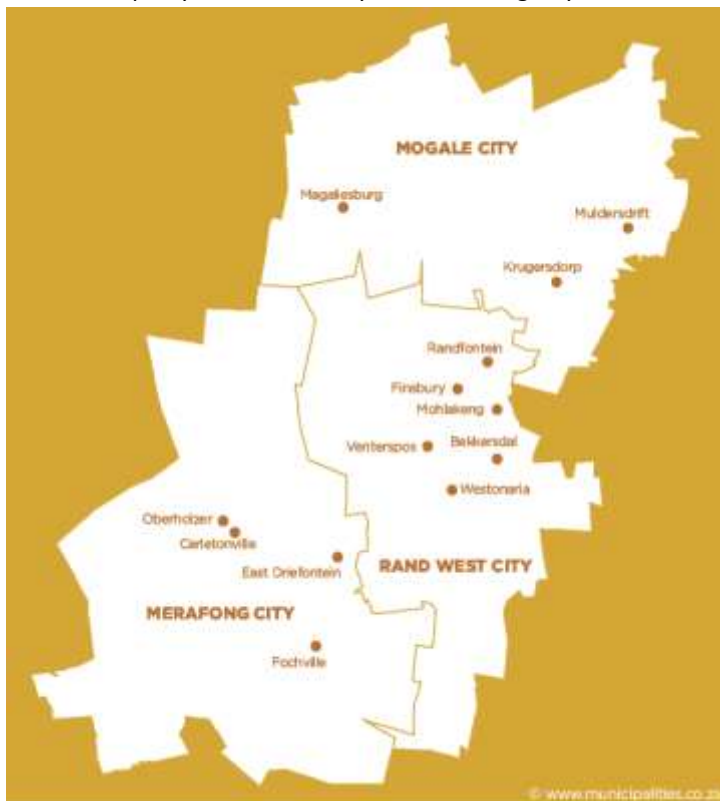 MOGALE CITY
Magaliesburg
Muldersdrift
Krugersdorp
Randfontein
Finsbury
Mohlakeng
Venterspos
Bekkersdal
Westonaria
Oberholzer
Carletonville
East Driefontein
RAND WEST CITY
MERAFONG CITY
Fochville
© www.municipalities.co.za